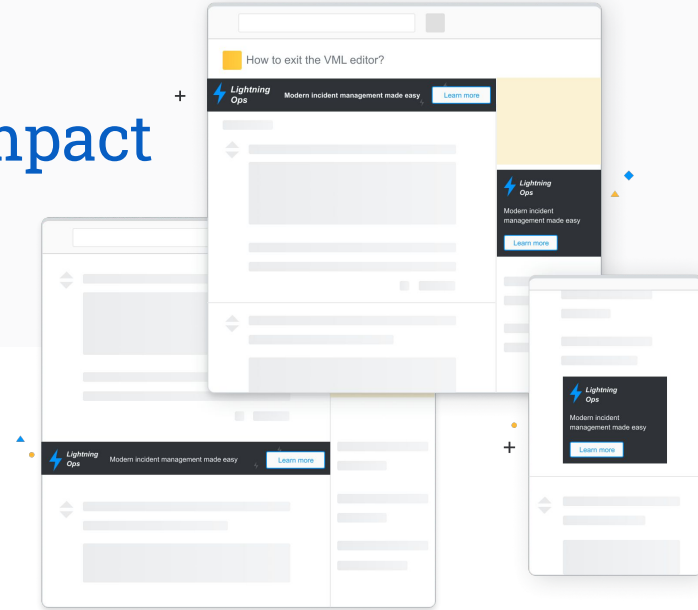 How to exit the VML editor?
Lightning
Ops
Modern incident management made easy
Learn more
Lightning
Ops
Modern incident
management made easy
Learn more
Lightning
Ops
Modern incident management made easy
Learn more
Lightning
Ops
Modern incident
management made easy
Learn more